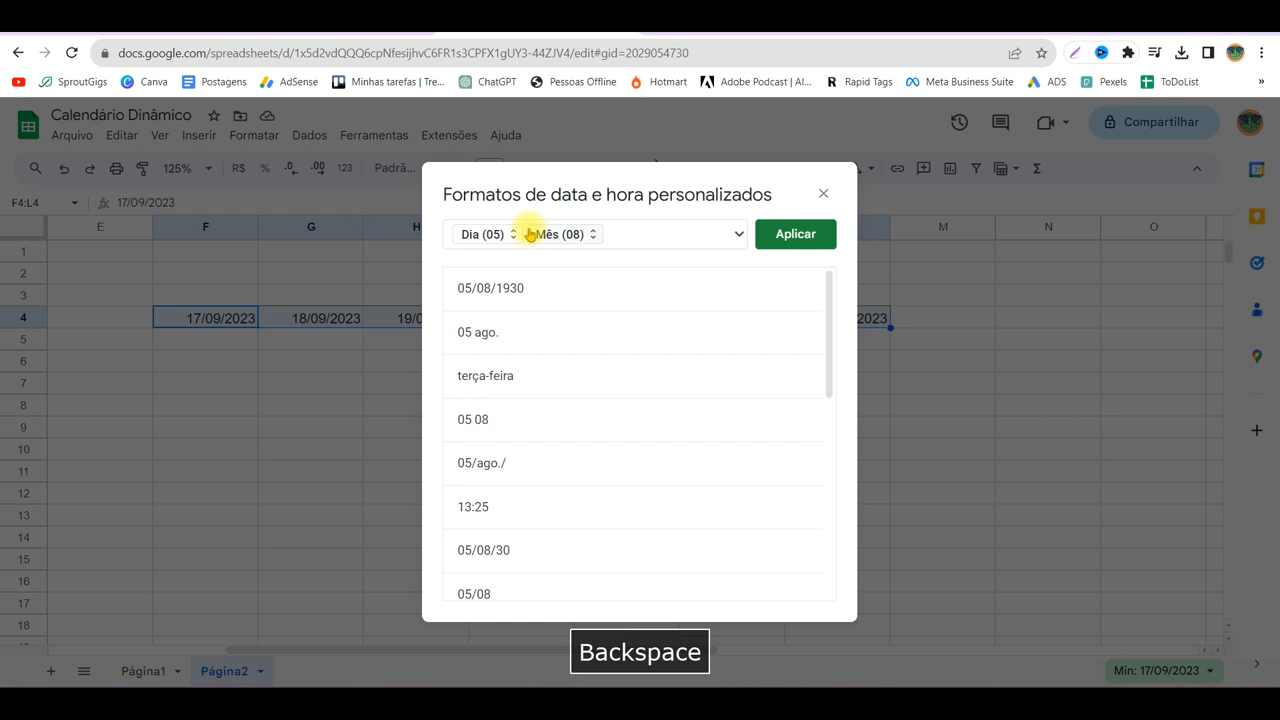 docs.google.com/spreadsheets/d/1x5d2vdQQQ6cpNfesijhvC6FR1s3CPFX1gUY3-44ZJV4/edit#gid=2029054730
SproutGigs Canva Postagens AdSense Minhas tarefas | Tre... ChatGPT Pessoas Offline Hotmart Adobe Podcast | AI... Rapid Tags Meta Business Suite ADS Pexels ToDoList »
Calendário Dinâmico
Arquivo Editar Ver Inserir Formatar Dados Ferramentas Extensões Ajuda
Compartilhar
125% R$ % .0 .00 123 Padrã...
F4:L4 fx 17/09/2023
E F G H M N O
1
2
3
4 17/09/2023 18/09/2023 19/0 2023
5
6
7
8
9
10
11
12
13
14
15
16
17
18
Formatos de data e hora personalizados
Dia (05) Mês (08) Aplicar
05/08/1930
05 ago.
terça-feira
05 08
05/ago./
13:25
05/08/30
05/08
Backspace
Página1 Página2 Min: 17/09/2023